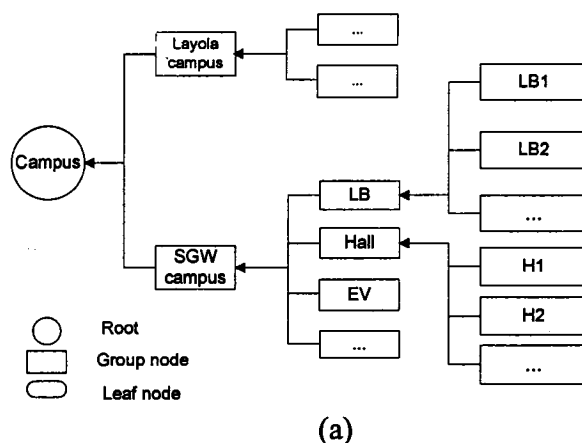 Layola
campus
...
...
LB1
Campus
LB2
LB
...
Hall
SGW
campus
H1
EV
H2
Root
...
...
Group node
Leaf node
(a)